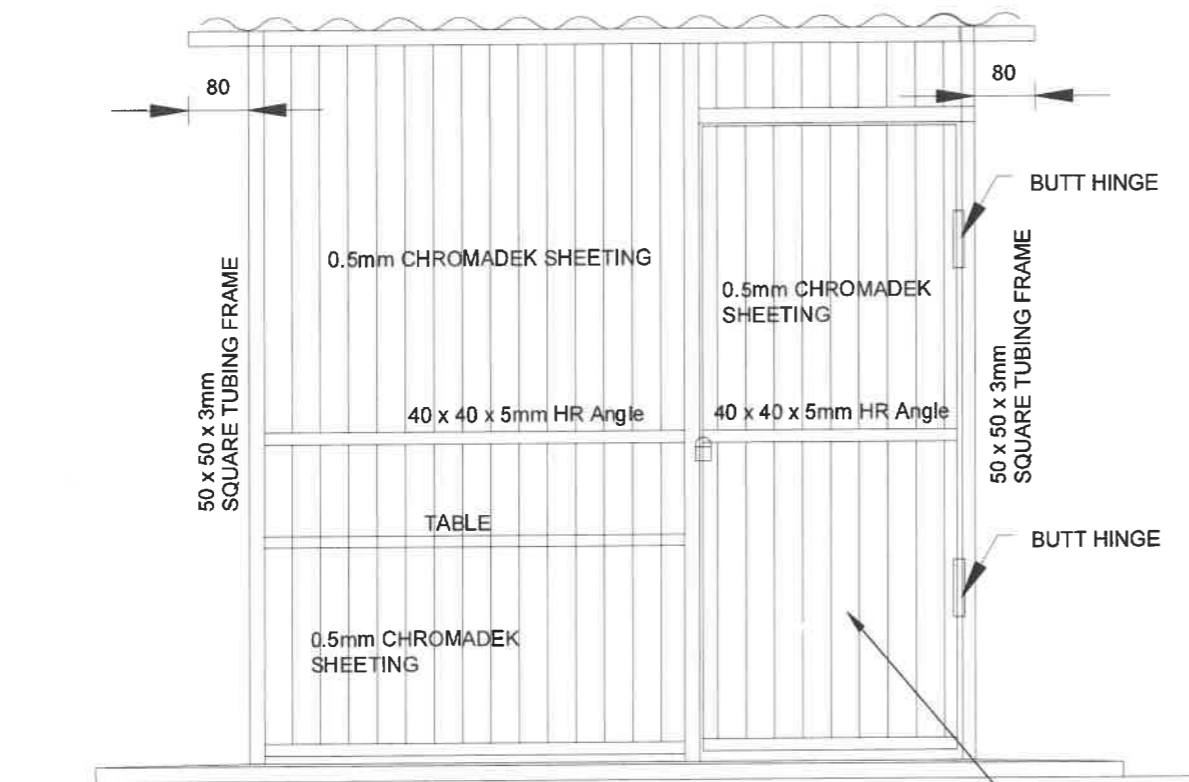 80
80
BUTT HINGE
0.5mm CHROMADEK SHEETING
0.5mm CHROMADEK
SHEETING
50 x 50 x 3mm
SQUARE TUBING FRAME
50 x 50 x 3mm
SQUARE TUBING FRAME
40 x 40 x 5mm HR Angle
40 x 40 x 5mm HR Angle
TABLE
BUTT HINGE
0.5mm CHROMADEK
SHEETING